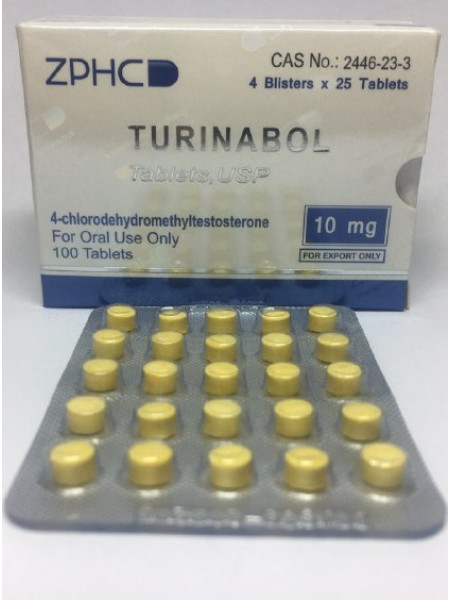 ZPHC
CAS No.: 2446-23-3
4 Blisters x 25 Tablets
TURINABOL
Tablets, USP
4-chlorodehydromethyltestosterone
For Oral Use Only
100 Tablets
10 mg
FOR EXPORT ONLY